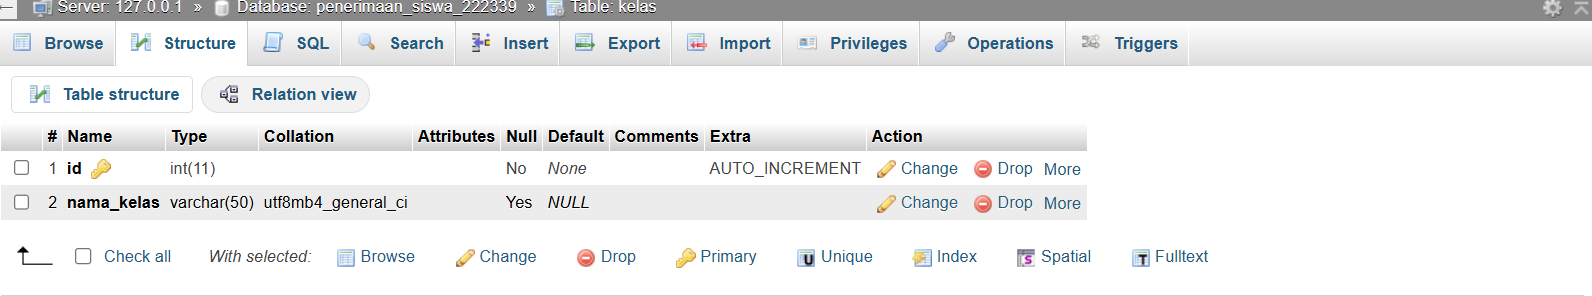 Server: 127.0.0.1 » Database: penerimaan_siswa_222339 » Table: kelas
Browse Structure SQL Search Insert Export Import Privileges Operations Triggers
Table structure Relation view
# Name Type Collation Attributes Null Default Comments Extra Action
1 id int(11) No None AUTO_INCREMENT Change Drop More
2 nama_kelas varchar(50) utf8mb4_general_ci Yes NULL Change Drop More
Check all With selected: Browse Change Drop Primary Unique Index Spatial Fulltext